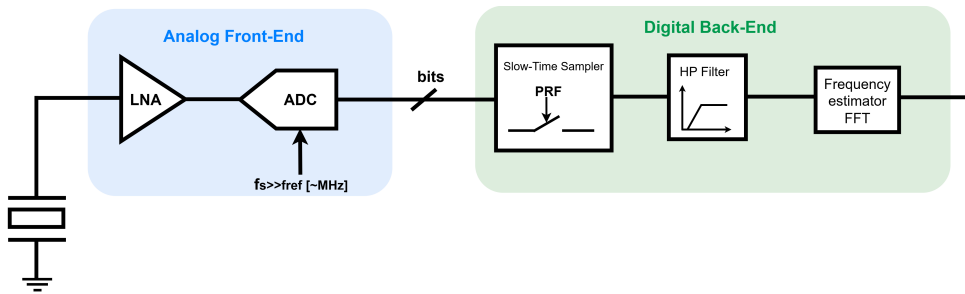 Analog Front-End
Digital Back-End
LNA
ADC
fs>>fref [~MHz]
bits
Slow-Time Sampler
PRF
HP Filter
Frequency
estimator
FFT